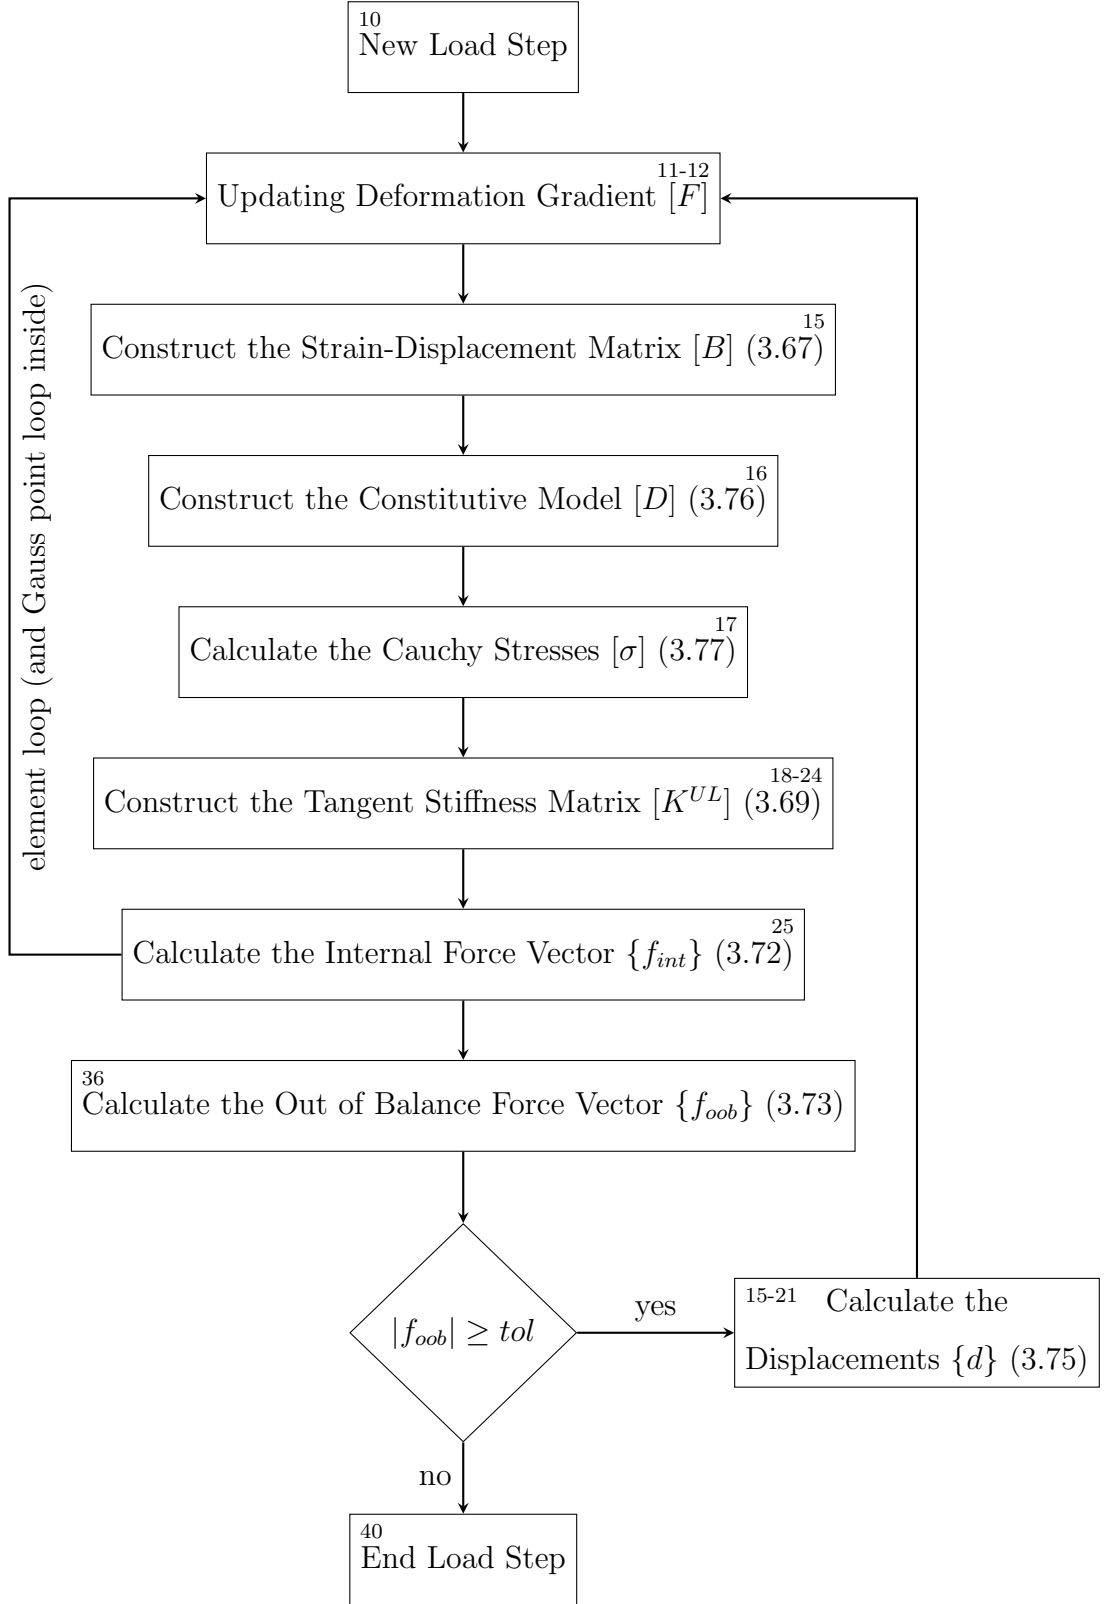 10
New Load Step
11-12
Updating Deformation Gradient [F]
15
Construct the Strain-Displacement Matrix [B] (3.67)
16
Construct the Constitutive Model [D] (3.76)
17
Calculate the Cauchy Stresses [σ] (3.77)
18-24
Construct the Tangent Stiffness Matrix [K^{UL}] (3.69)
25
Calculate the Internal Force Vector {f_{int}} (3.72)
element loop (and Gauss point loop inside)
36
Calculate the Out of Balance Force Vector {f_{oob}} (3.73)
|f_{oob}| ≥ tol
yes
15-21 Calculate the
Displacements {d} (3.75)
no
40
End Load Step